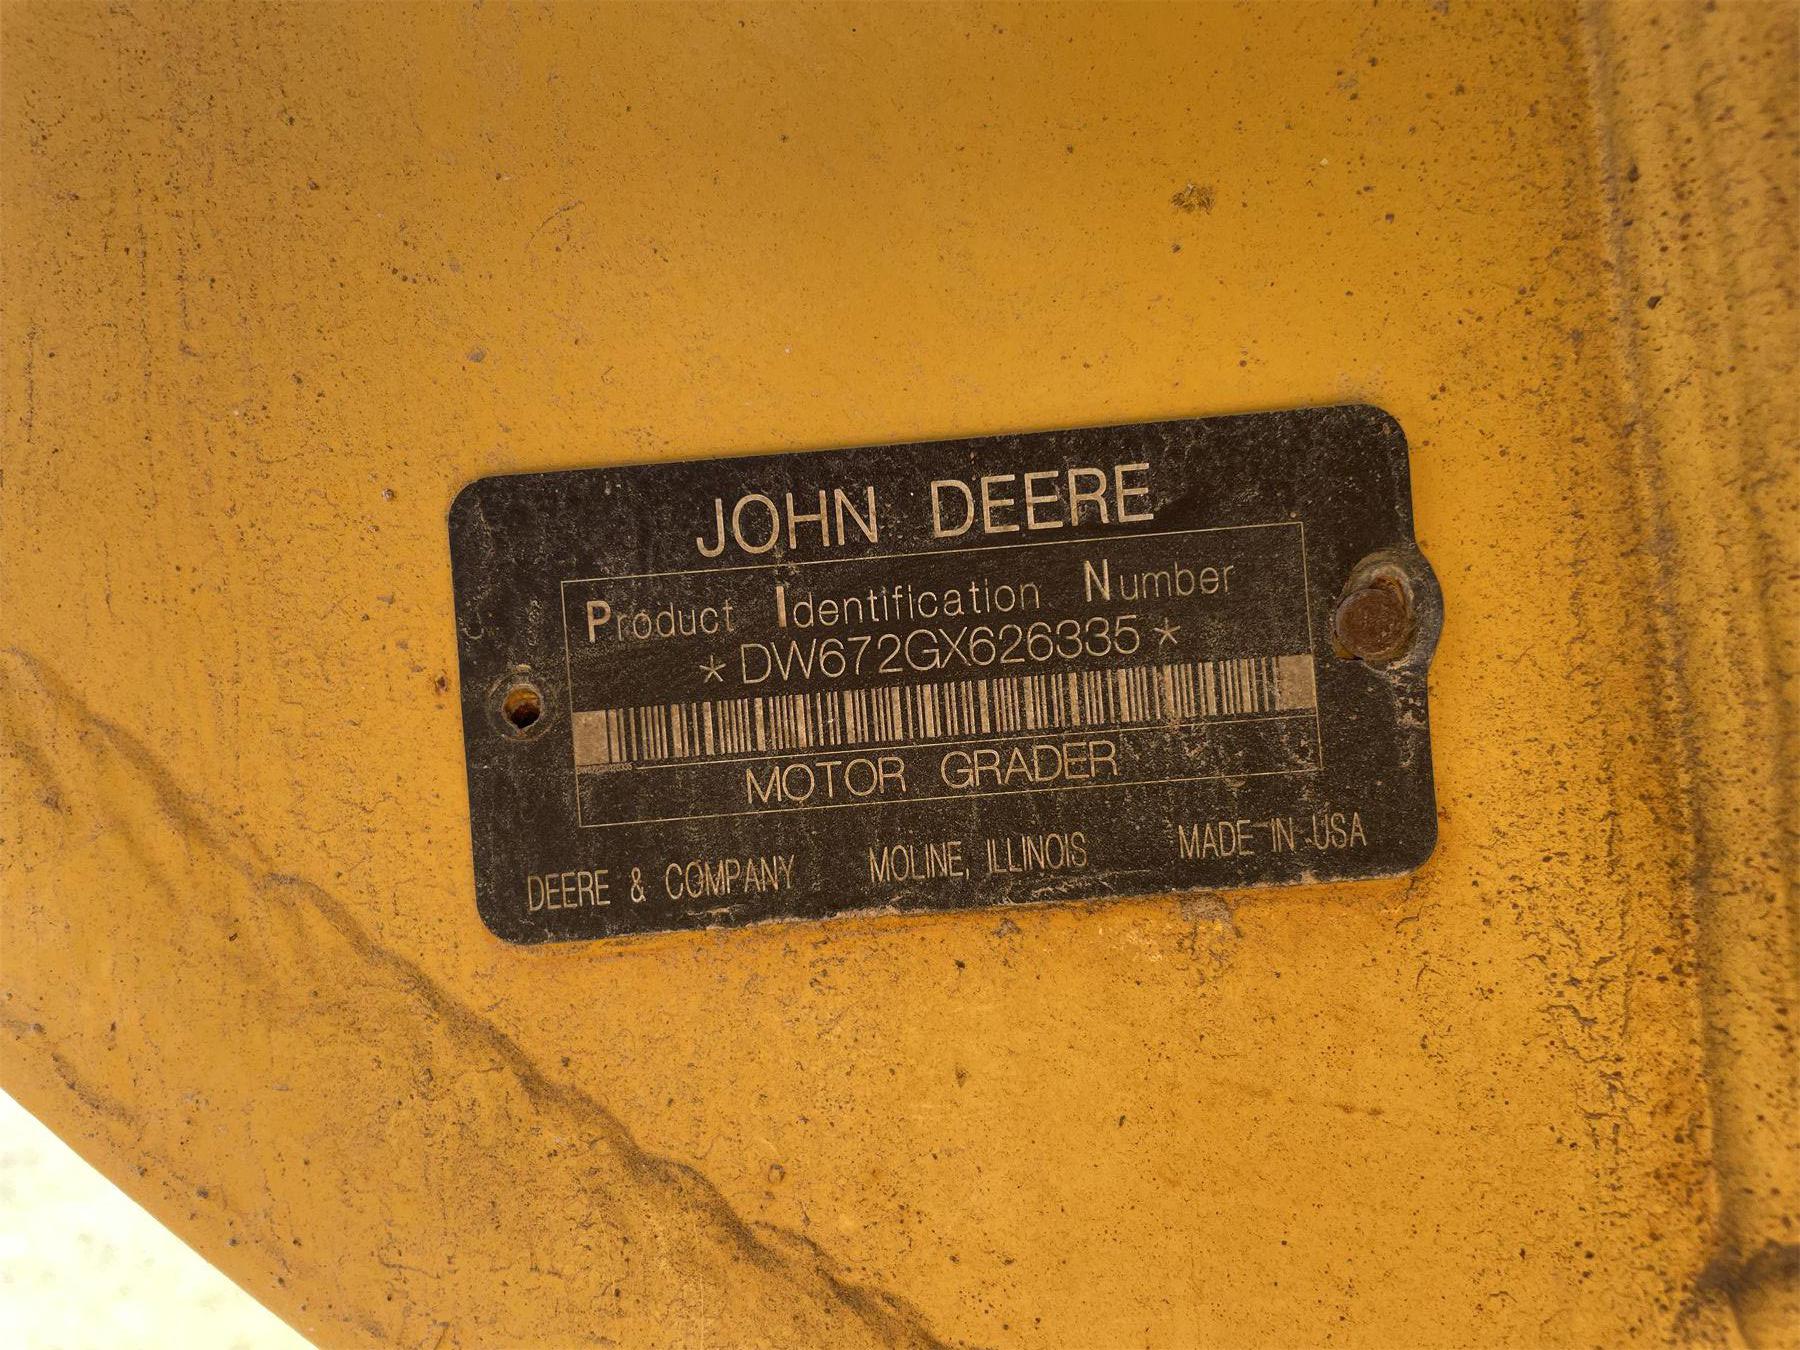 JOHN DEERE
Product Identification Number
*DW672GX626335*
MOTOR GRADER
DEERE & COMPANY MOLINE, ILLINOIS MADE IN USA